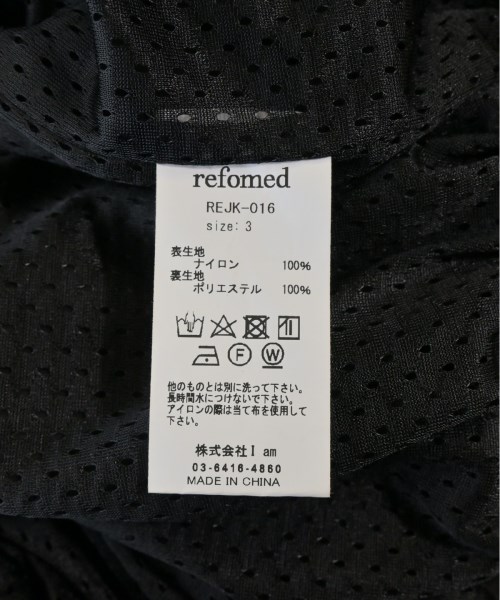 refomed
REJK-016
size: 3
表生地
ナイロン 100%
裏生地
ポリエステル 100%
F W
他のものとは別に洗って下さい。
長時間水につけないで下さい。
アイロンの際は当て布を使用して
下さい。
株式会社I am
03-6416-4860
MADE IN CHINA